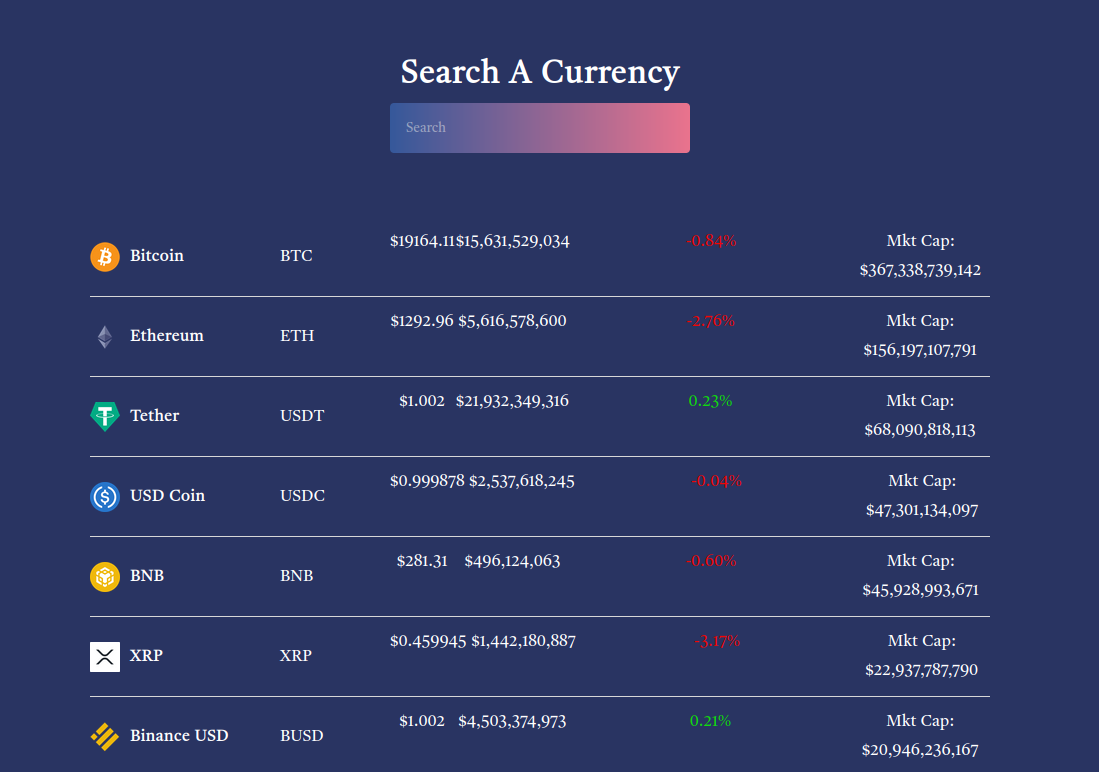 Search A Currency
Search
Bitcoin BTC $19164.11$15,631,529,034 -0.84% Mkt Cap:
$367,338,739,142
Ethereum ETH $1292.96 $5,616,578,600 -2.76% Mkt Cap:
$156,197,107,791
Tether USDT $1.002 $21,932,349,316 0.23% Mkt Cap:
$68,090,818,113
USD Coin USDC $0.999878 $2,537,618,245 -0.04% Mkt Cap:
$47,301,134,097
BNB BNB $281.31 $496,124,063 -0.60% Mkt Cap:
$45,928,993,671
XRP XRP $0.459945 $1,442,180,887 -3.17% Mkt Cap:
$22,937,787,790
Binance USD BUSD $1.002 $4,503,374,973 0.21% Mkt Cap:
$20,946,236,167